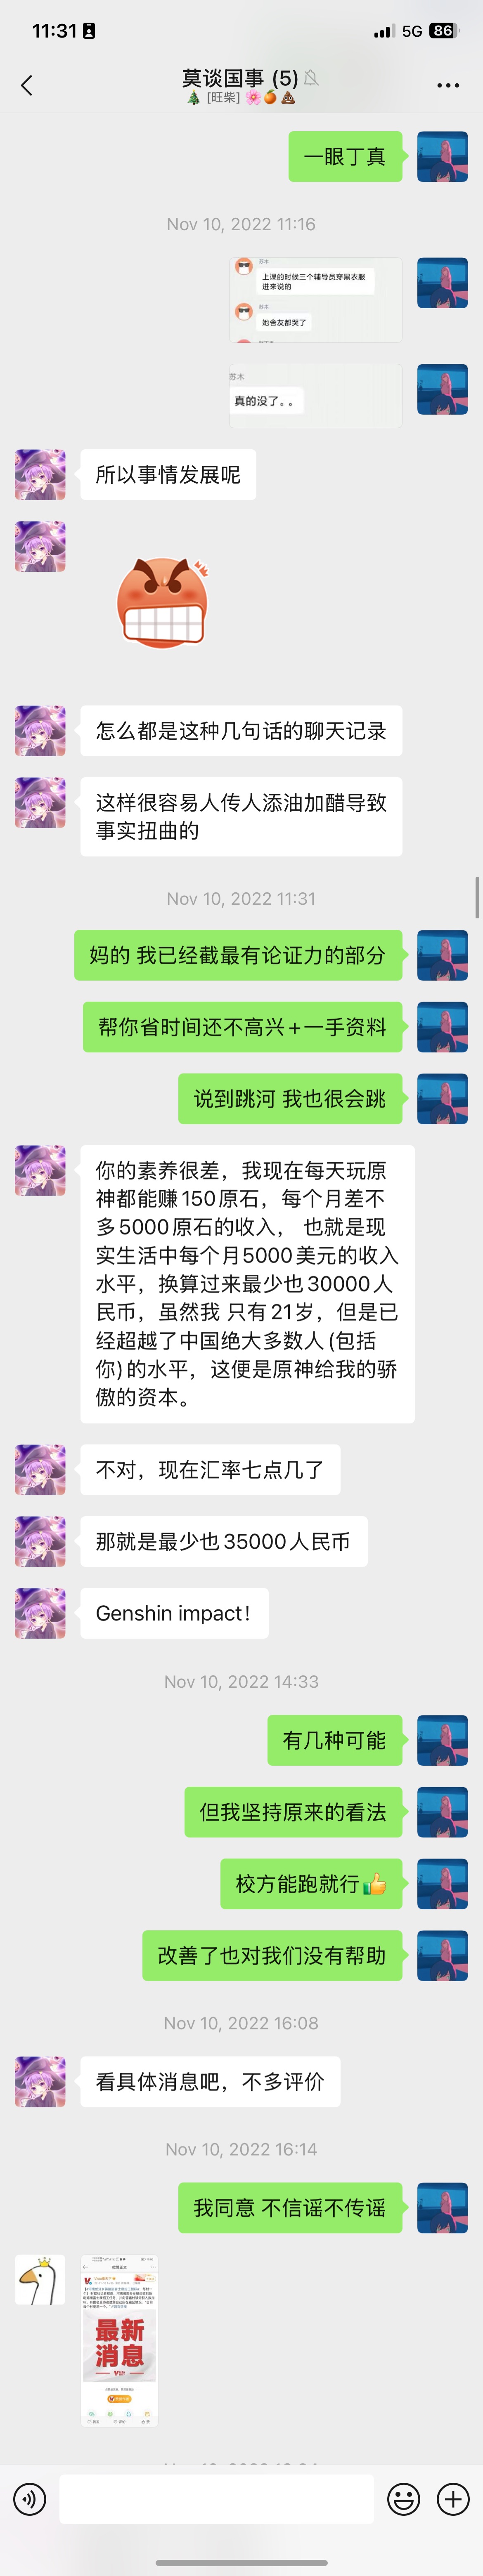 11:31
5G
86
莫谈国事 (5)
🎄 [旺柴] 🌸🍊💩
一眼丁真
Nov 10, 2022 11:16
苏木
上课的时候三个辅导员穿黑衣服
进来说的
苏木
她舍友都哭了
苏木
真的没了。。
所以事情发展呢
怎么都是这种几句话的聊天记录
这样很容易人传人添油加醋导致
事实扭曲的
Nov 10, 2022 11:31
妈的 我已经截最有论证力的部分
帮你省时间还不高兴+一手资料
说到跳河 我也很会跳
你的素养很差，我现在每天玩原
神都能赚150原石，每个月差不
多5000原石的收入， 也就是现
实生活中每个月5000美元的收入
水平，换算过来最少也30000人
民币，虽然我 只有21岁，但是已
经超越了中国绝大多数人(包括
你)的水平，这便是原神给我的骄
傲的资本。
不对，现在汇率七点几了
那就是最少也35000人民币
Genshin impact！
Nov 10, 2022 14:33
有几种可能
但我坚持原来的看法
校方能跑就行👍
改善了也对我们没有帮助
Nov 10, 2022 16:08
看具体消息吧，不多评价
Nov 10, 2022 16:14
我同意 不信谣不传谣
最新
消息